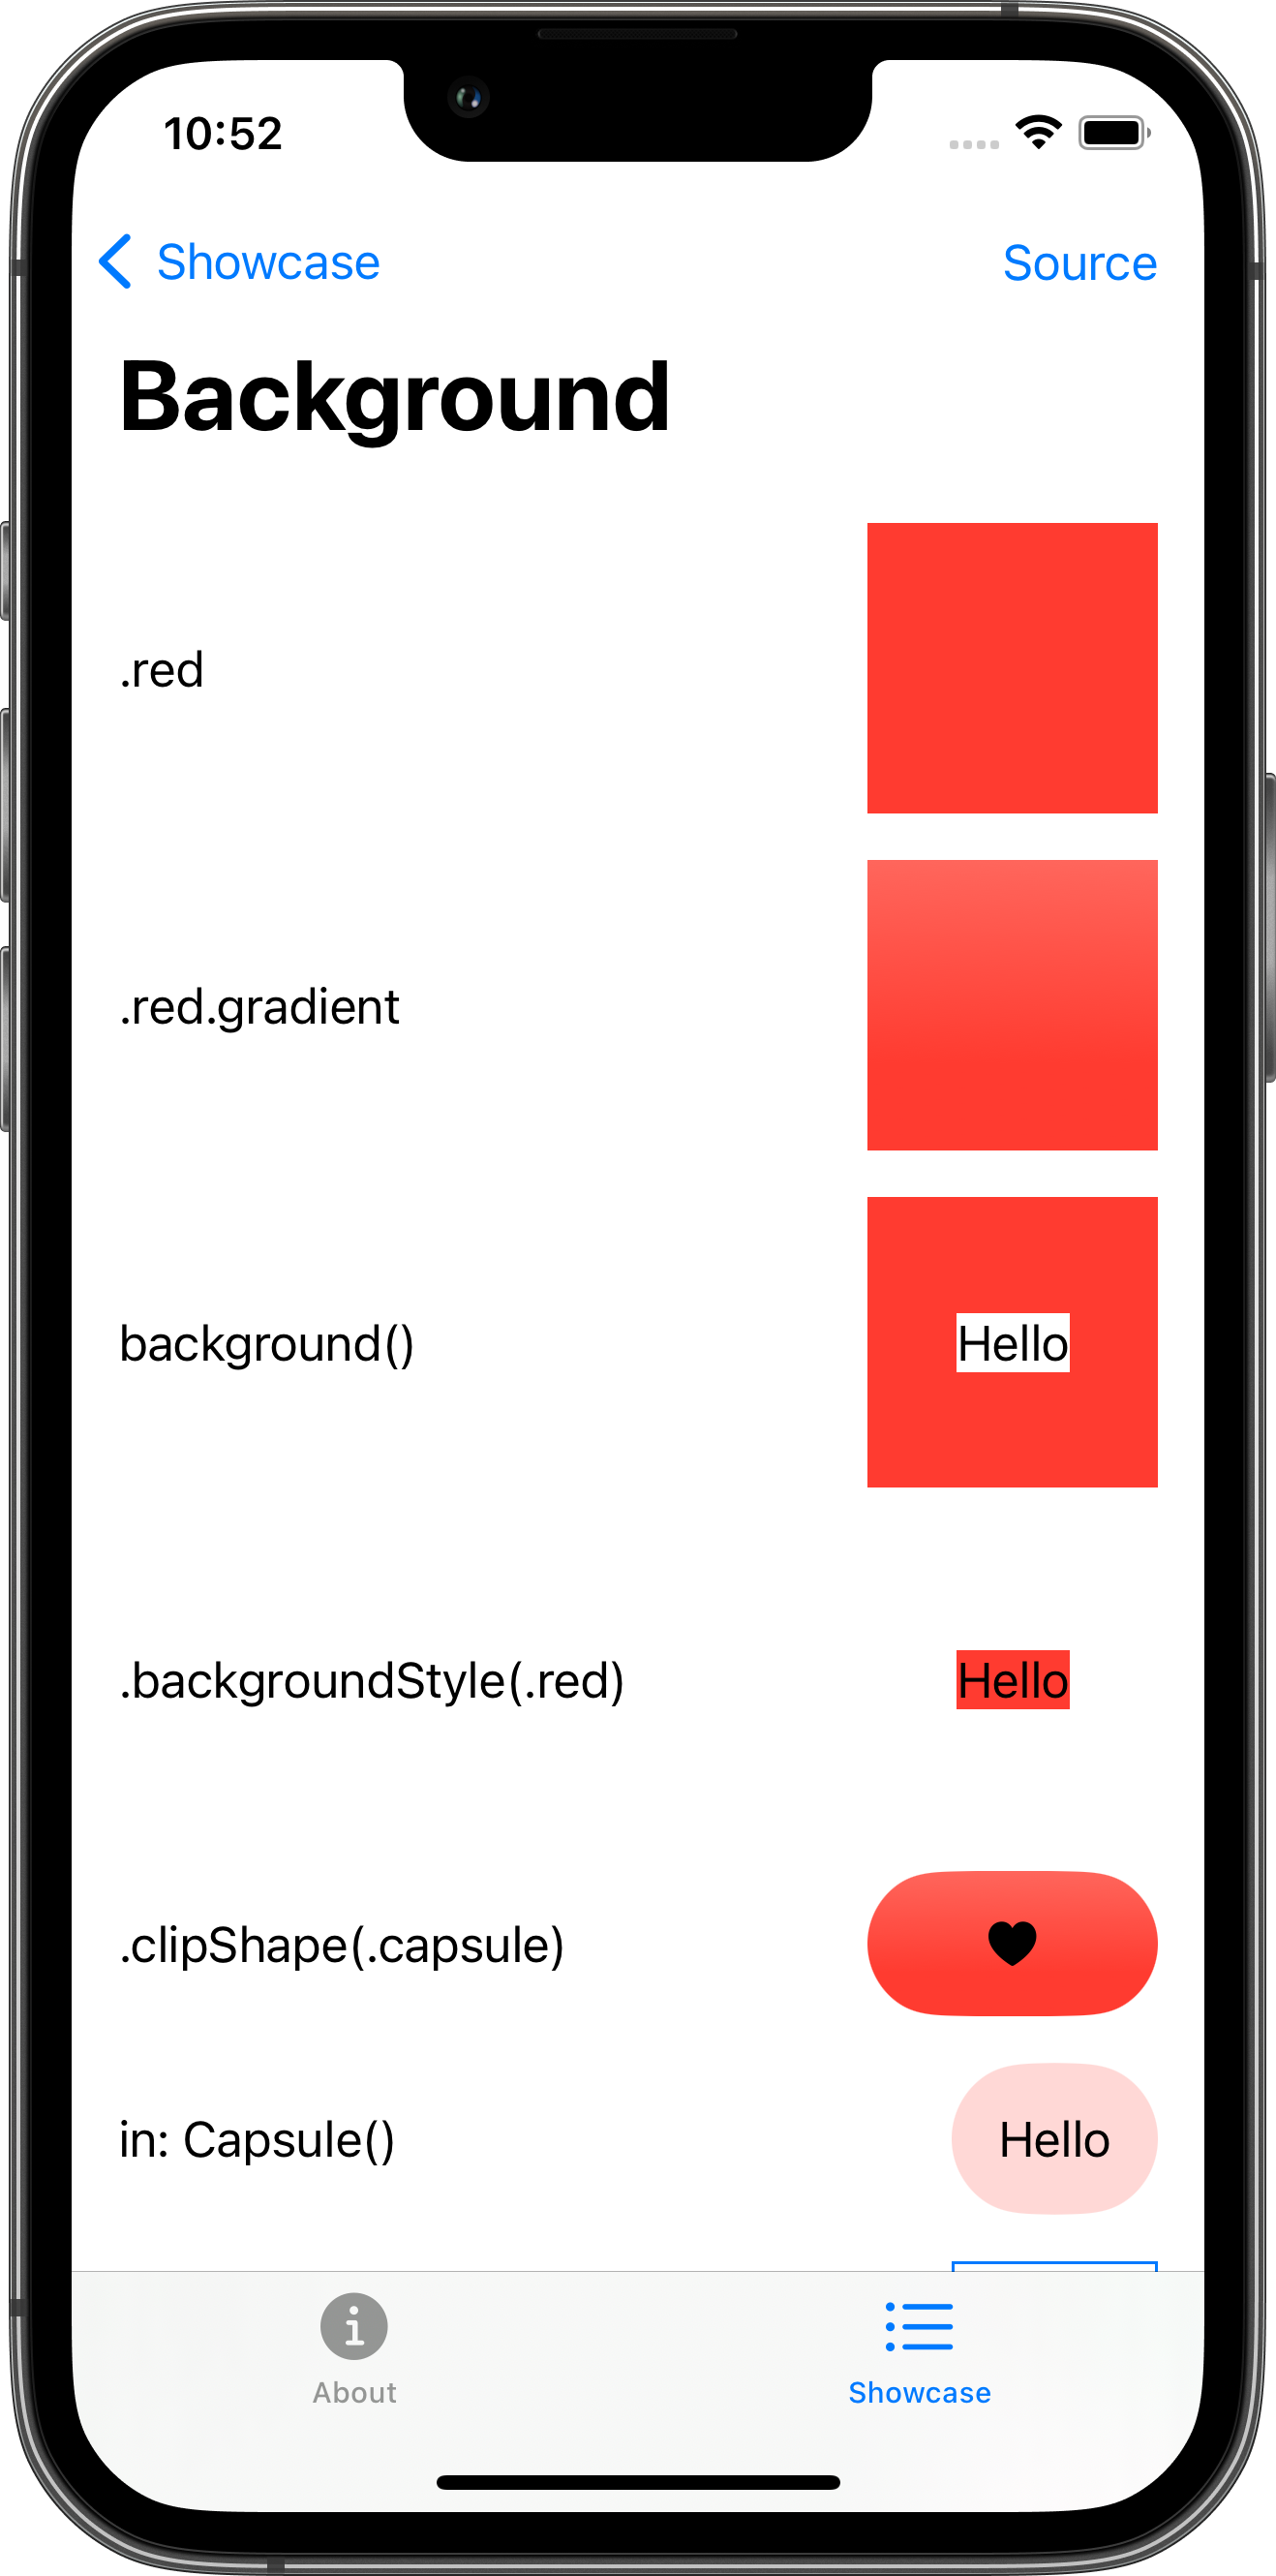 10:52
Showcase
Source
Background
.red
.red.gradient
background()
Hello
.backgroundStyle(.red)
Hello
.clipShape(.capsule)
in: Capsule()
Hello
About
Showcase